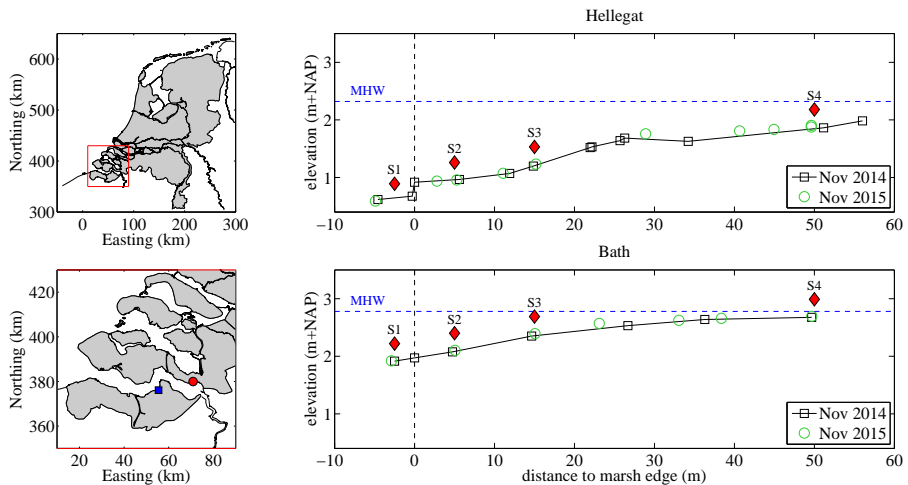 Hellegat
600
500
400
300
Northing (km)
0
100
200
300
Easting (km)
3
2
1
elevation (m+NAP)
MHW
S1
S2
S3
S4
Nov 2014
Nov 2015
−10
0
10
20
30
40
50
60
Bath
420
400
380
360
Northing (km)
20
40
60
80
Easting (km)
3
2
1
elevation (m+NAP)
MHW
S1
S2
S3
S4
Nov 2014
Nov 2015
−10
0
10
20
30
40
50
60
distance to marsh edge (m)